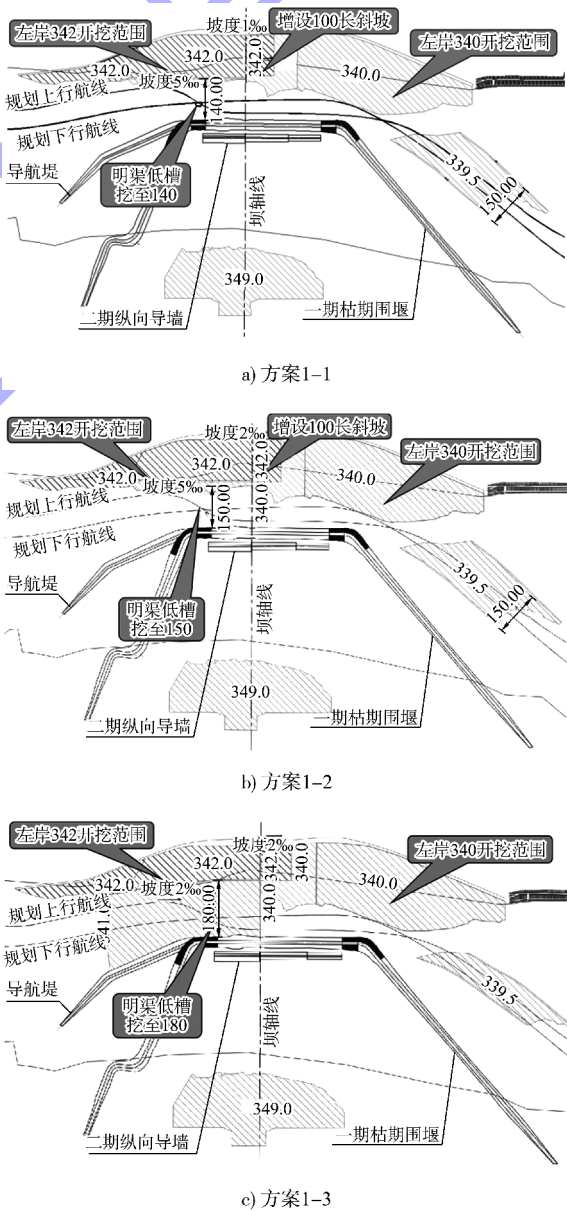 左岸342开挖范围
坡度1‰
增设100长斜坡
左岸340开挖范围
342.0
342.0
340.0
坡度5‰
规划上行航线
140.00
规划下行航线
339.5
150.00
导航堤
明渠低槽
挖至140
坝轴线
349.0
二期纵向导墙
一期枯期围堰
a) 方案1-1
左岸342开挖范围
坡度2‰
增设100长斜坡
左岸340开挖范围
342.0
342.0
342.0
340.0
坡度5‰
规划上行航线
150.00
340.0
规划下行航线
339.5
150.00
导航堤
明渠低槽
挖至150
坝轴线
349.0
二期纵向导墙
一期枯期围堰
b) 方案1-2
左岸342开挖范围
坡度2‰
左岸340开挖范围
342.0
342.0
340.0
342.0
坡度2‰
340.0
规划上行航线
180.00
340.0
41.0
规划下行航线
339.5
导航堤
明渠低槽
挖至180
坝轴线
349.0
二期纵向导墙
一期枯期围堰
c) 方案1-3